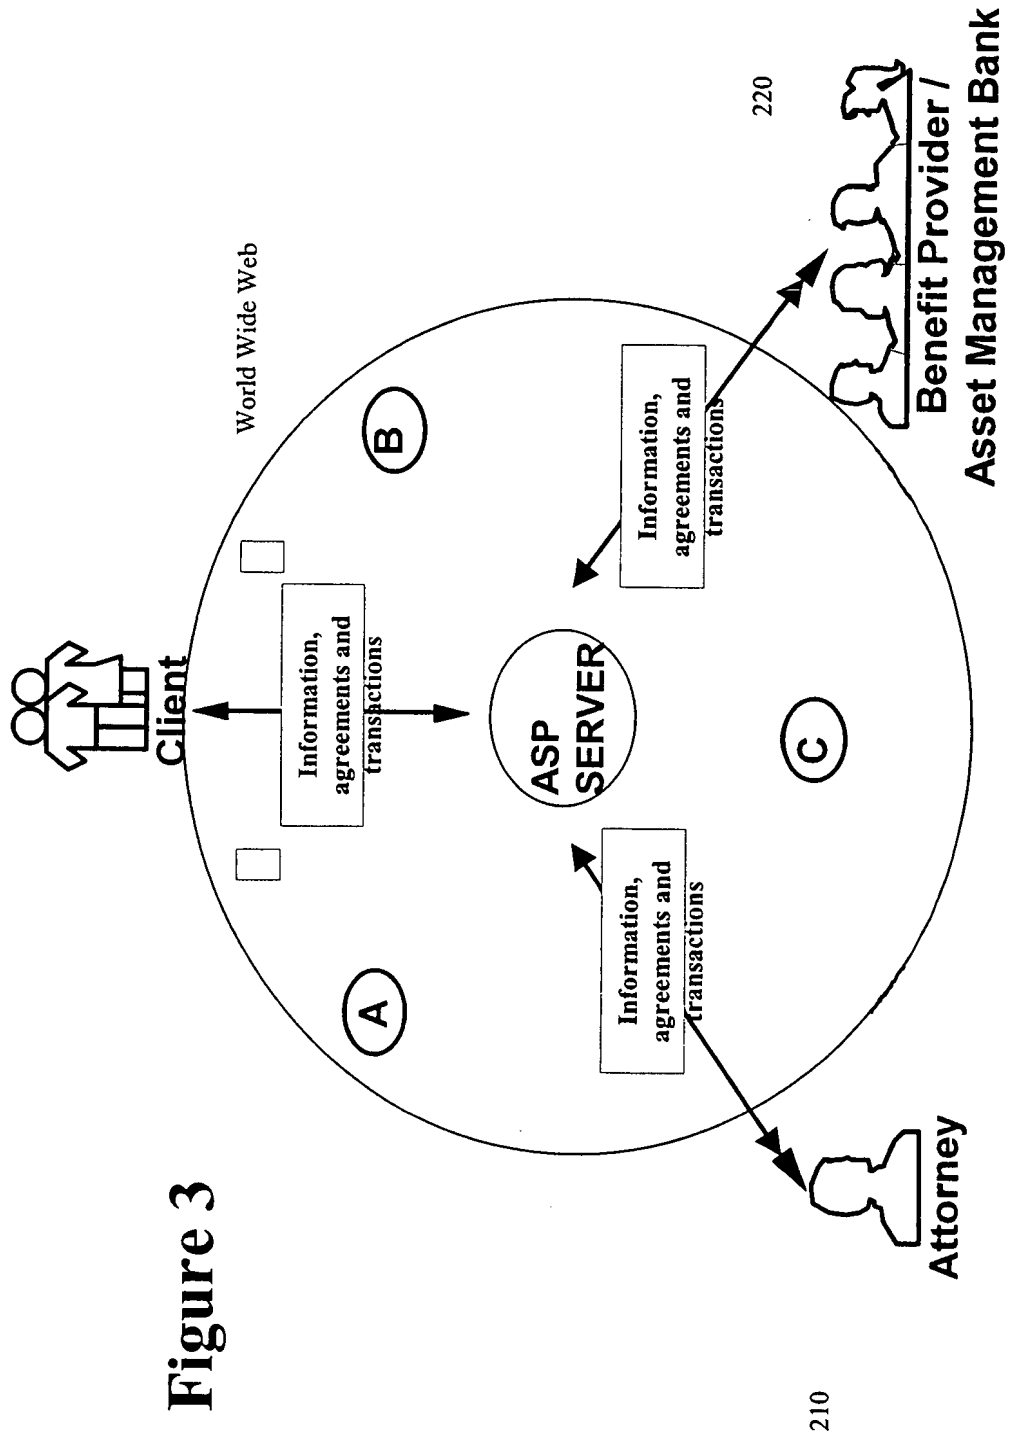 Figure 3
Client
World Wide Web
Information,
agreements and
transactions
A
B
ASP
SERVER
Information,
agreements and
transactions
Information,
agreements and
transactions
C
210
Attorney
220
Benefit Provider /
Asset Management Bank